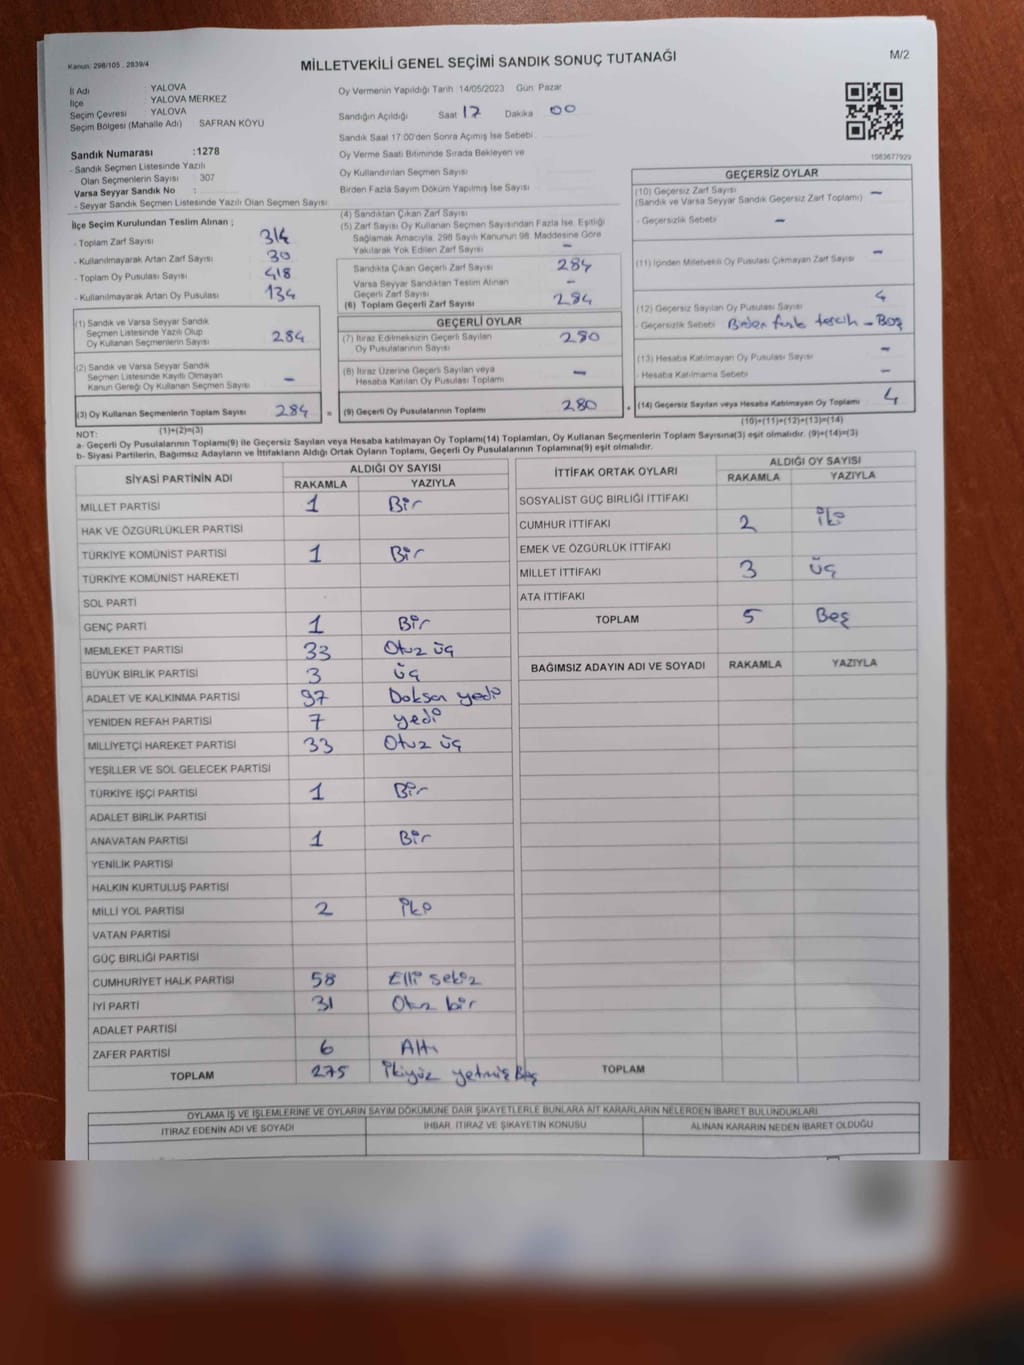 Kanun: 298/105 . 2839/4
MİLLETVEKİLİ GENEL SEÇİMİ SANDIK SONUÇ TUTANAĞI
M/2
İl Adı : YALOVA
İlçe : YALOVA MERKEZ
Seçim Çevresi : YALOVA
Seçim Bölgesi (Mahalle Adı) : SAFRAN KÖYÜ
Sandık Numarası :1278
- Sandık Seçmen Listesinde Yazılı
Olan Seçmenlerin Sayısı : 307
Varsa Seyyar Sandık No :
- Seyyar Sandık Seçmen Listesinde Yazılı Olan Seçmen Sayısı:
Oy Vermenin Yapıldığı Tarih 14/05/2023 Gün: Pazar
Sandığın Açıldığı Saat 17 Dakika 00
Sandık Saat 17:00'den Sonra Açılmış İse Sebebi
Oy Verme Saati Bitiminde Sırada Bekleyen ve
Oy Kullandırılan Seçmen Sayısı
Birden Fazla Sayım Döküm Yapılmış İse Sayısı
1983677929
İlçe Seçim Kurulundan Teslim Alınan ;
- Toplam Zarf Sayısı 314
- Kullanılmayarak Artan Zarf Sayısı 30
- Toplam Oy Pusulası Sayısı 418
- Kullanılmayarak Artan Oy Pusulası 134
(1) Sandık ve Varsa Seyyar Sandık
Seçmen Listesinde Yazılı Olup
Oy Kullanan Seçmenlerin Sayısı 284
(2) Sandık ve Varsa Seyyar Sandık
Seçmen Listesinde Kayıtlı Olmayan
Kanun Gereği Oy Kullanan Seçmen Sayısı -
(3) Oy Kullanan Seçmenlerin Toplam Sayısı 284 =
(1)+(2)=(3)
(4) Sandıktan Çıkan Zarf Sayısı
(5) Zarf Sayısı Oy Kullanan Seçmen Sayısından Fazla İse, Eşitliği
Sağlamak Amacıyla, 298 Sayılı Kanunun 98. Maddesine Göre
Yakılarak Yok Edilen Zarf Sayısı -
Sandıkta Çıkan Geçerli Zarf Sayısı 284
Varsa Seyyar Sandıktan Teslim Alınan
Geçerli Zarf Sayısı -
(6) Toplam Geçerli Zarf Sayısı 284
GEÇERLİ OYLAR
(7) İtiraz Edilmeksizin Geçerli Sayılan
Oy Pusulalarının Sayısı 280
(8) İtiraz Üzerine Geçerli Sayılan veya
Hesaba Katılan Oy Pusulası Toplamı -
(9) Geçerli Oy Pusulalarının Toplamı 280 +
GEÇERSİZ OYLAR
(10) Geçersiz Zarf Sayısı -
(Sandık ve Varsa Seyyar Sandık Geçersiz Zarf Toplamı)
- Geçersizlik Sebebi -
(11) İçinden Milletvekili Oy Pusulası Çıkmayan Zarf Sayısı -
(12) Geçersiz Sayılan Oy Pusulası Sayısı 4
- Geçersizlik Sebebi Birden fazla tercih - Boş
(13) Hesaba Katılmayan Oy Pusulası Sayısı -
- Hesaba Katılmama Sebebi -
(14) Geçersiz Sayılan veya Hesaba Katılmayan Oy Toplamı 4
(10)+(11)+(12)+(13)=(14)
NOT:
a- Geçerli Oy Pusulalarının Toplamı(9) ile Geçersiz Sayılan veya Hesaba katılmayan Oy Toplamı(14) Toplamları, Oy Kullanan Seçmenlerin Toplam Sayısına(3) eşit olmalıdır. (9)+(14)=(3)
b- Siyasi Partilerin, Bağımsız Adayların ve İttifakların Aldığı Ortak Oyların Toplamı, Geçerli Oy Pusulalarının Toplamına(9) eşit olmalıdır.
SİYASİ PARTİNİN ADI ALDIĞI OY SAYISI
RAKAMLA YAZIYLA
MİLLET PARTİSİ 1 Bir
HAK VE ÖZGÜRLÜKLER PARTİSİ
TÜRKİYE KOMÜNİST PARTİSİ 1 Bir
TÜRKİYE KOMÜNİST HAREKETİ
SOL PARTİ
GENÇ PARTİ 1 Bir
MEMLEKET PARTİSİ 33 Otuz üç
BÜYÜK BİRLİK PARTİSİ 3 üç
ADALET VE KALKINMA PARTİSİ 97 Doksan yedi
YENİDEN REFAH PARTİSİ 7 yedi
MİLLİYETÇİ HAREKET PARTİSİ 33 Otuz üç
YEŞİLLER VE SOL GELECEK PARTİSİ
TÜRKİYE İŞÇİ PARTİSİ 1 Bir
ADALET BİRLİK PARTİSİ
ANAVATAN PARTİSİ 1 Bir
YENİLİK PARTİSİ
HALKIN KURTULUŞ PARTİSİ
MİLLİ YOL PARTİSİ 2 iki
VATAN PARTİSİ
GÜÇ BİRLİĞİ PARTİSİ
CUMHURİYET HALK PARTİSİ 58 Elli sekiz
İYİ PARTİ 31 Otuz bir
ADALET PARTİSİ
ZAFER PARTİSİ 6 Altı
TOPLAM 275 ikiyüz yetmiş Beş
İTTİFAK ORTAK OYLARI ALDIĞI OY SAYISI
RAKAMLA YAZIYLA
SOSYALİST GÜÇ BİRLİĞİ İTTİFAKI
CUMHUR İTTİFAKI 2 iki
EMEK VE ÖZGÜRLÜK İTTİFAKI
MİLLET İTTİFAKI 3 üç
ATA İTTİFAKI
TOPLAM 5 Beş
BAĞIMSIZ ADAYIN ADI VE SOYADI RAKAMLA YAZIYLA
TOPLAM
OYLAMA İŞ VE İŞLEMLERİNE VE OYLARIN SAYIM DÖKÜMÜNE DAİR ŞİKAYETLERLE BUNLARA AİT KARARLARIN NELERDEN İBARET BULUNDUKLARI
İTİRAZ EDENİN ADI VE SOYADI İHBAR, İTİRAZ VE ŞİKAYETİN KONUSU ALINAN KARARIN NEDEN İBARET OLDUĞU